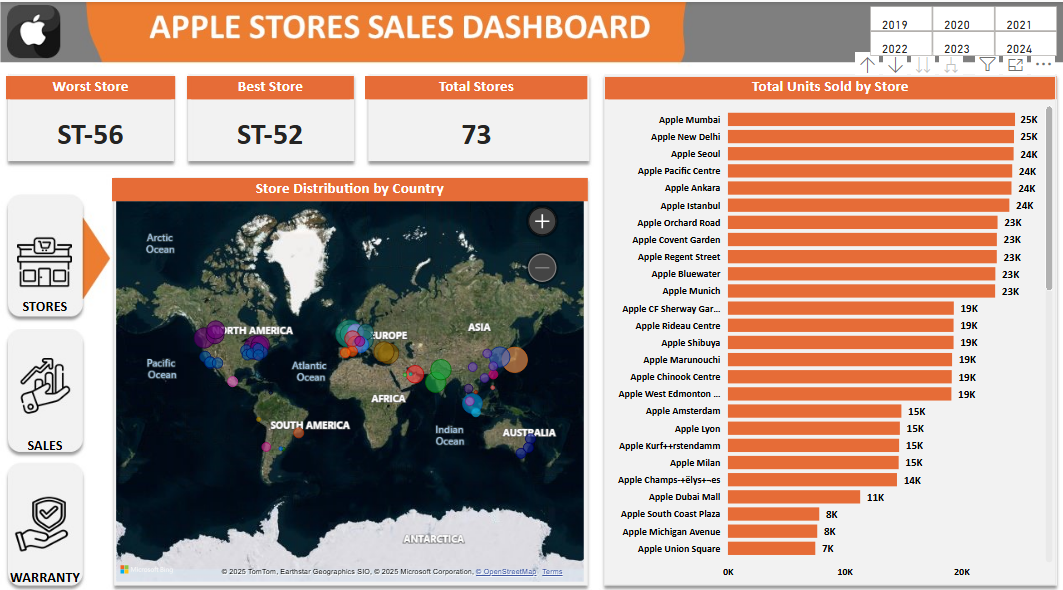 APPLE STORES SALES DASHBOARD
2019 2020 2021
2022 2023 2024
Worst Store
ST-56
Best Store
ST-52
Total Stores
73
STORES
SALES
WARRANTY
Store Distribution by Country
Arctic
Ocean
NORTH AMERICA
EUROPE
ASIA
Pacific
Ocean
Atlantic
Ocean
AFRICA
SOUTH AMERICA
Indian
Ocean
AUSTRALIA
ANTARCTICA
Microsoft Bing
© 2025 TomTom, Earthstar Geographics SIO, © 2025 Microsoft Corporation, © OpenStreetMap Terms
Total Units Sold by Store
Apple Mumbai 25K
Apple New Delhi 25K
Apple Seoul 24K
Apple Pacific Centre 24K
Apple Ankara 24K
Apple Istanbul 24K
Apple Orchard Road 23K
Apple Covent Garden 23K
Apple Regent Street 23K
Apple Bluewater 23K
Apple Munich 23K
Apple CF Sherway Gar... 19K
Apple Rideau Centre 19K
Apple Shibuya 19K
Apple Marunouchi 19K
Apple Chinook Centre 19K
Apple West Edmonton ... 19K
Apple Amsterdam 15K
Apple Lyon 15K
Apple Kurf++rstendamm 15K
Apple Milan 15K
Apple Champs-+ëlys+¬es 14K
Apple Dubai Mall 11K
Apple South Coast Plaza 8K
Apple Michigan Avenue 8K
Apple Union Square 7K
0K 10K 20K